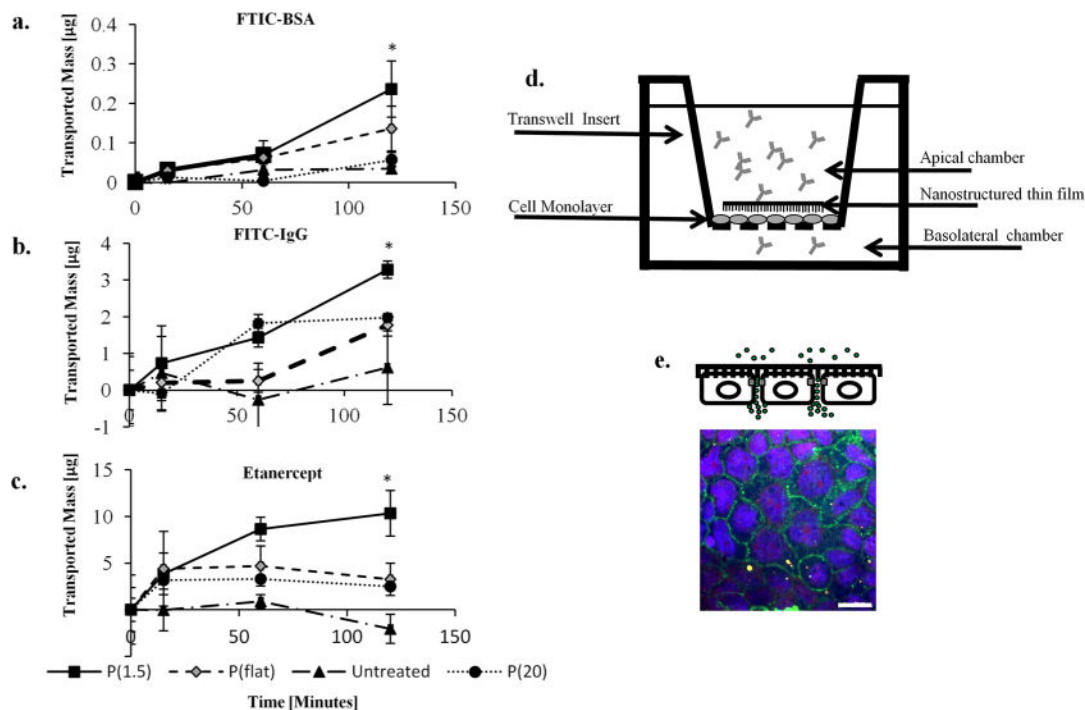 a.
FTIC-BSA
Transported Mass [µg]
0.4
0.3
0.2
0.1
0
0
50
100
150
*
b.
FITC-IgG
Transported Mass [µg]
4
3
2
1
0
-1
0
50
100
150
*
c.
Etanercept
Transported Mass [µg]
15
10
5
0
50
100
150
*
P(1.5)
P(flat)
Untreated
P(20)
Time [Minutes]
d.
Transwell Insert
Cell Monolayer
Apical chamber
Nanostructured thin film
Basolateral chamber
e.